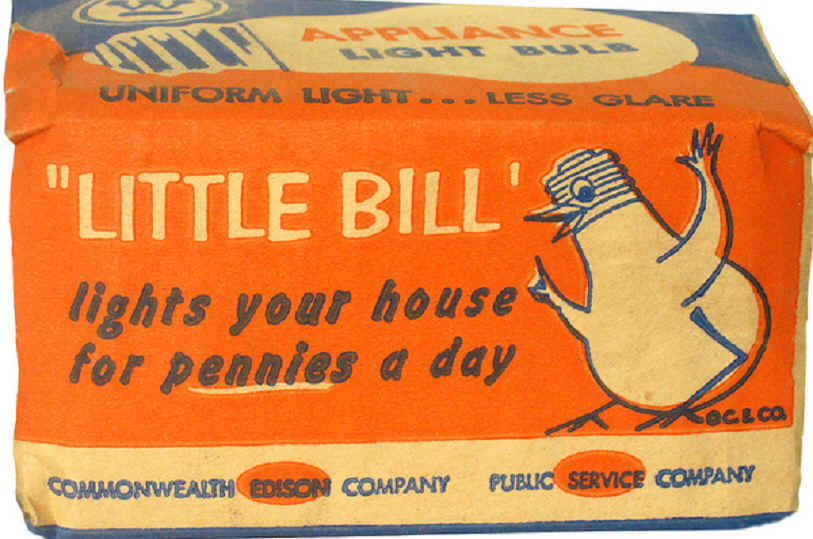 APPLIANCE
LIGHT BULB
UNIFORM LIGHT... LESS GLARE
"LITTLE BILL'
lights your house
for pennies a day
©C.E.CO.
COMMONWEALTH EDISON COMPANY PUBLIC SERVICE COMPANY